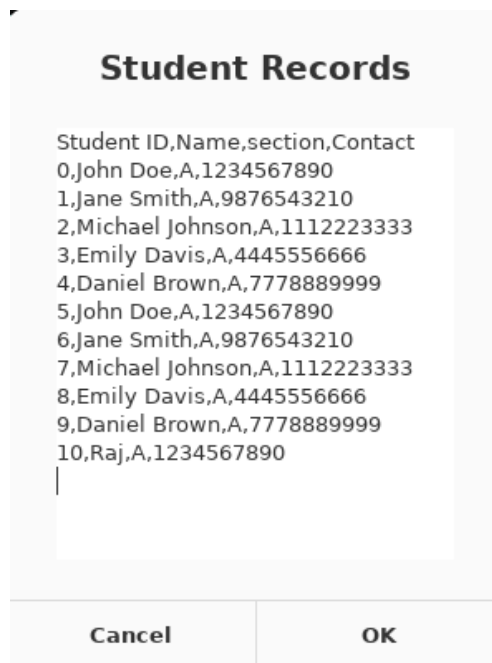 Student Records
Student ID,Name,section,Contact
0,John Doe,A,1234567890
1,Jane Smith,A,9876543210
2,Michael Johnson,A,1112223333
3,Emily Davis,A,4445556666
4,Daniel Brown,A,7778889999
5,John Doe,A,1234567890
6,Jane Smith,A,9876543210
7,Michael Johnson,A,1112223333
8,Emily Davis,A,4445556666
9,Daniel Brown,A,7778889999
10,Raj,A,1234567890
Cancel OK